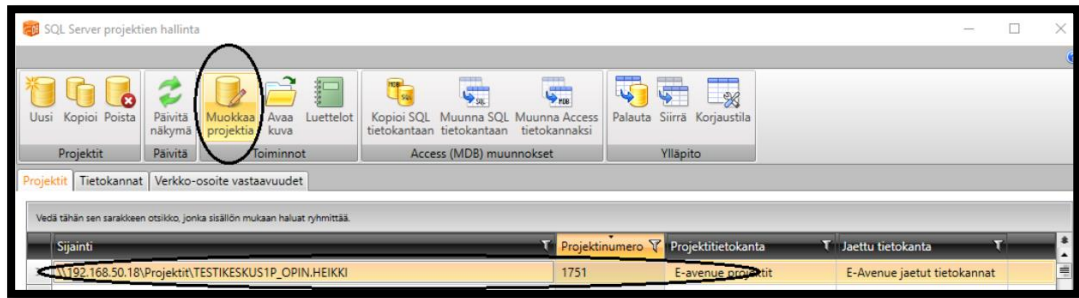 SQL Server projektien hallinta
Uusi Kopioi Poista Päivitä näkymä Muokkaa projektia Avaa kuva Luettelot Kopioi SQL tietokantaan Muunna SQL tietokantaan Muunna Access tietokannaksi Palauta Siirrä Korjaustila
Projektit Päivitä Toiminnot Access (MDB) muunnokset Ylläpito
Projektit Tietokannat Verkko-osoite vastaavuudet
Vedä tähän sen sarakkeen otsikko, jonka sisällön mukaan haluat ryhmittää.
Sijainti Projektinumero Projektitietokanta Jaettu tietokanta
\\192.168.50.18\Projektit\TESTIKESKUS1P_OPIN.HEIKKI 1751 E-avenue projektit E-Avenue jaetut tietokannat